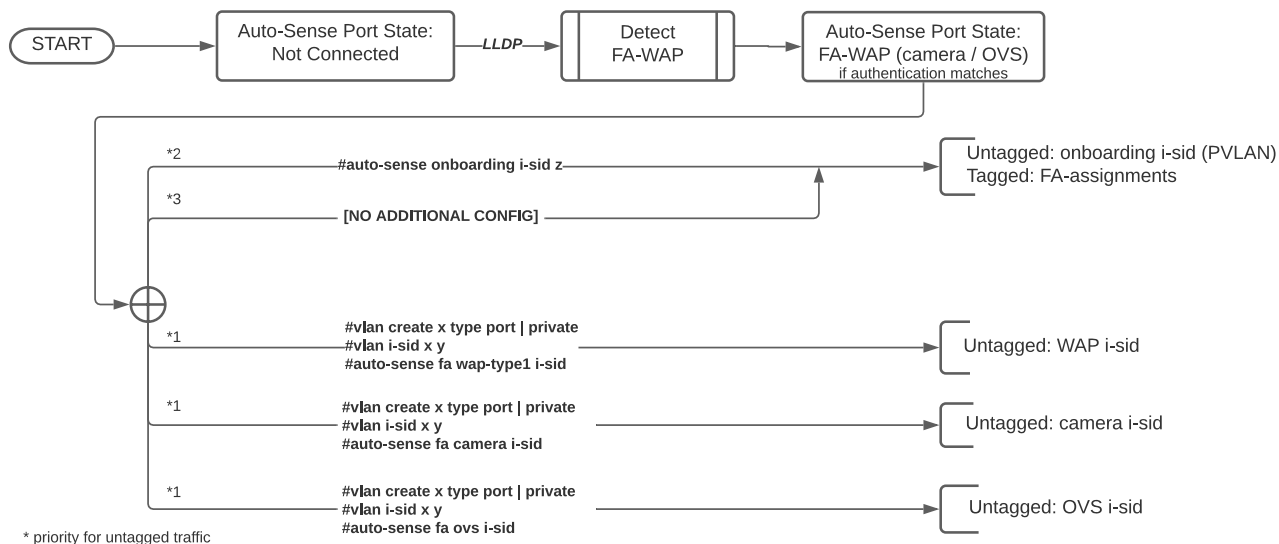 START
Auto-Sense Port State:
Not Connected
LLDP
Detect
FA-WAP
Auto-Sense Port State:
FA-WAP (camera / OVS)
if authentication matches
*2
#auto-sense onboarding i-sid z
Untagged: onboarding i-sid (PVLAN)
Tagged: FA-assignments
*3
[NO ADDITIONAL CONFIG]
*1
#vlan create x type port | private
#vlan i-sid x y
#auto-sense fa wap-type1 i-sid
Untagged: WAP i-sid
*1
#vlan create x type port | private
#vlan i-sid x y
#auto-sense fa camera i-sid
Untagged: camera i-sid
*1
#vlan create x type port | private
#vlan i-sid x y
#auto-sense fa ovs i-sid
Untagged: OVS i-sid
* priority for untagged traffic